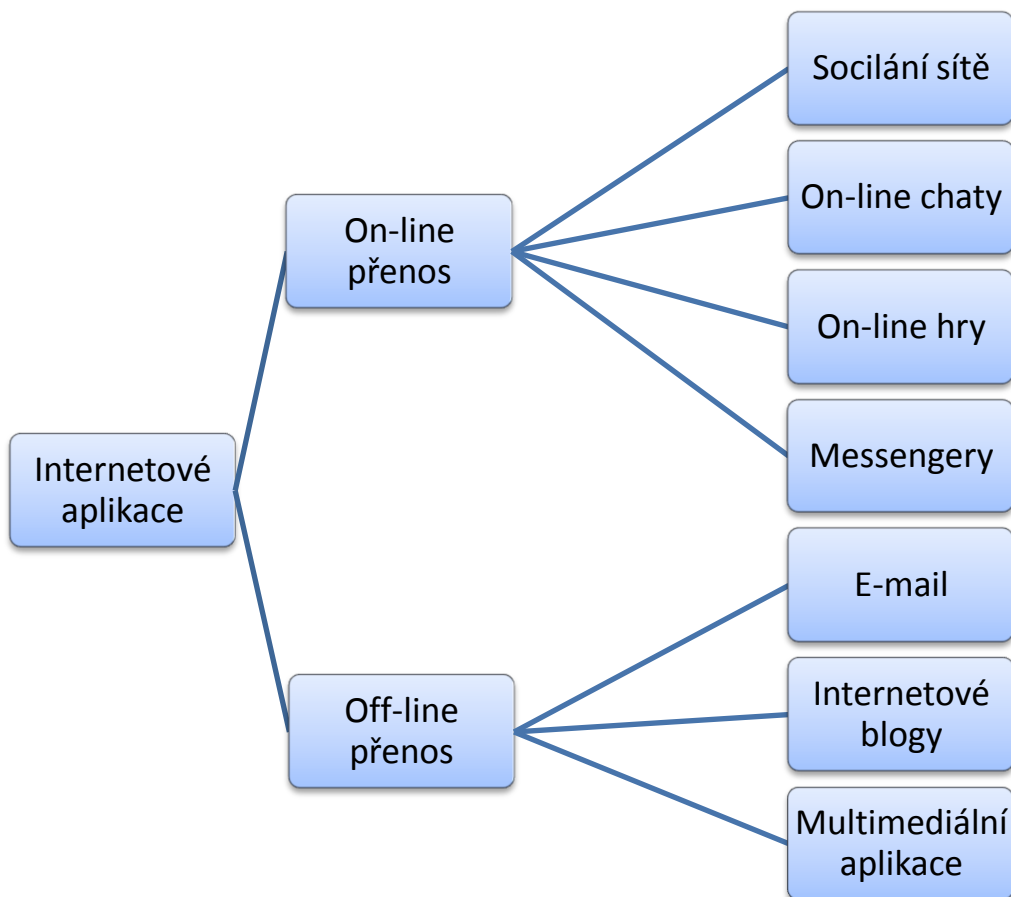 Socilání sítě
On-line chaty
On-line
přenos
On-line hry
Messengery
Internetové
aplikace
E-mail
Off-line
přenos
Internetové
blogy
Multimediální
aplikace